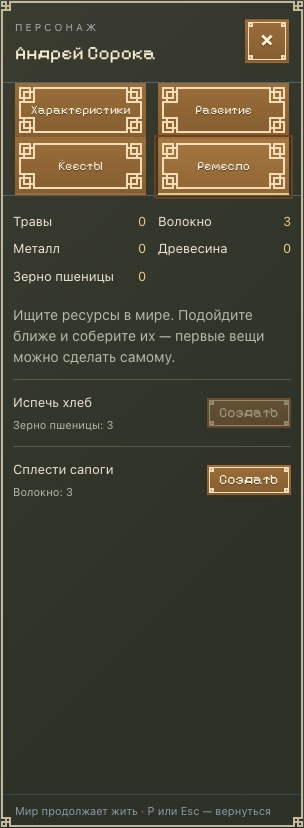 ПЕРСОНАЖ
Андрей Сорока
×
Характеристики Развитие
Квесты Ремесло
Травы 0 Волокно 3
Металл 0 Древесина 0
Зерно пшеницы 0
Ищите ресурсы в мире. Подойдите
ближе и соберите их — первые вещи
можно сделать самому.
Испечь хлеб
Зерно пшеницы: 3
Создать
Сплести сапоги
Волокно: 3
Создать
Мир продолжает жить · P или Esc — вернуться